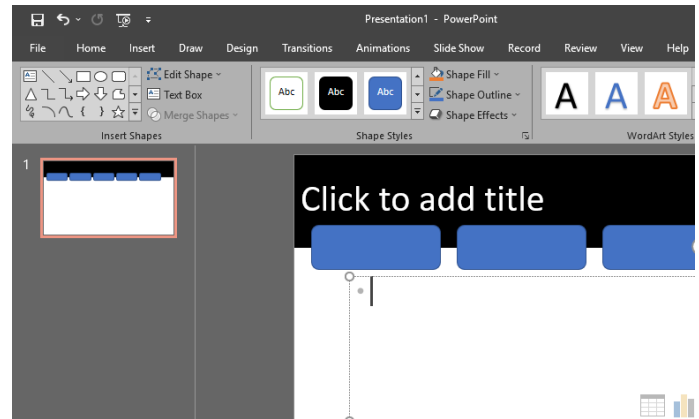 Presentation1 - PowerPoint
File Home Insert Draw Design Transitions Animations Slide Show Record Review View Help
Edit Shape
Text Box
Merge Shapes
Insert Shapes
Abc Abc Abc
Shape Fill
Shape Outline
Shape Effects
Shape Styles
A A A
WordArt Styles
1
Click to add title